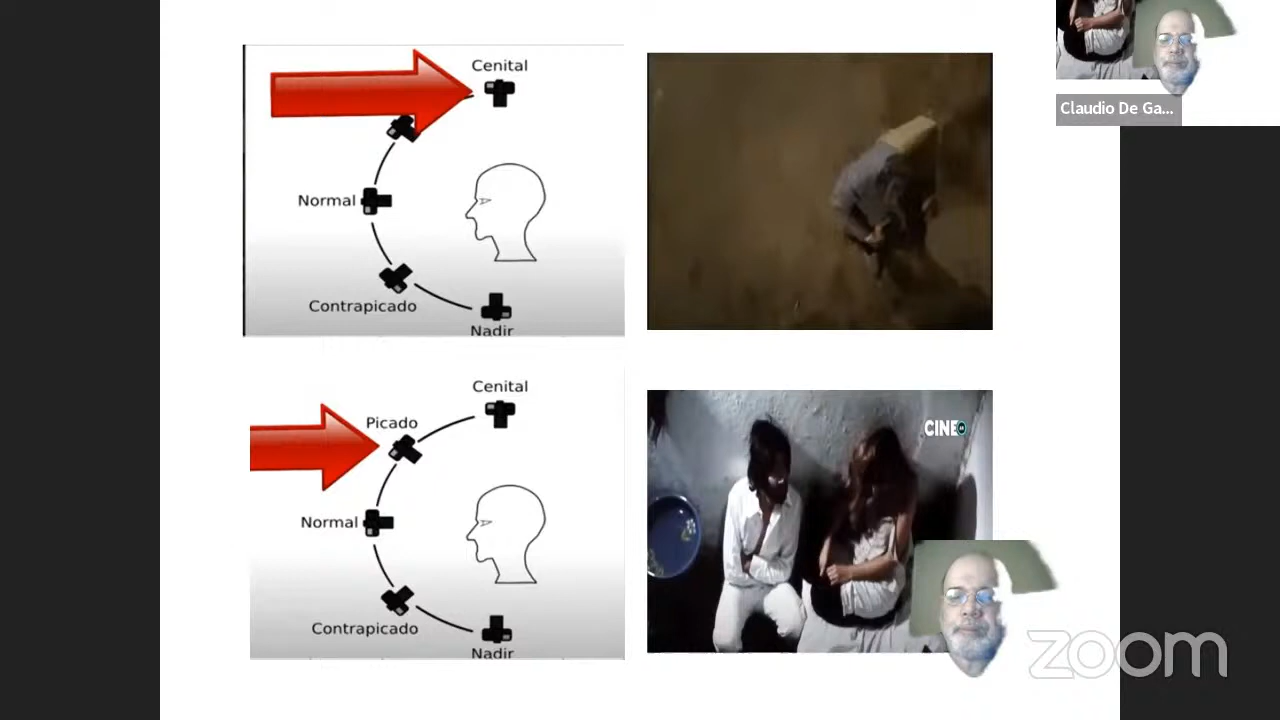 Cenital
Normal
Contrapicado
Nadir
Claudio De Ga...
Cenital
Picado
Normal
Contrapicado
Nadir
CINE
zoom